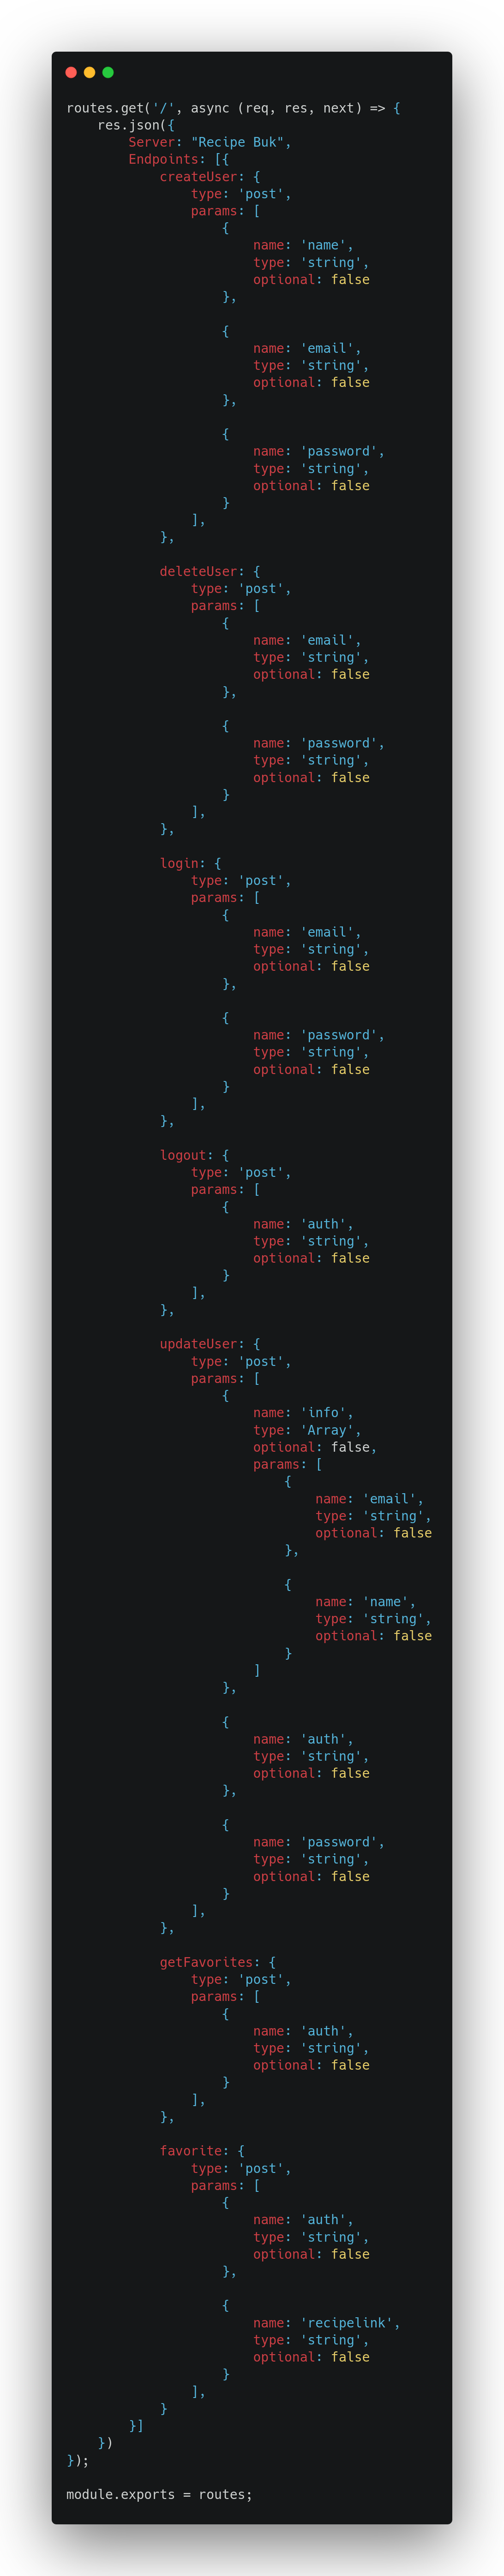 routes.get('/', async (req, res, next) => {
    res.json({
        Server: "Recipe Buk",
        Endpoints: [{
            createUser: {
                type: 'post',
                params: [
                    {
                        name: 'name',
                        type: 'string',
                        optional: false
                    },

                    {
                        name: 'email',
                        type: 'string',
                        optional: false
                    },

                    {
                        name: 'password',
                        type: 'string',
                        optional: false
                    }
                ],
            },

            deleteUser: {
                type: 'post',
                params: [
                    {
                        name: 'email',
                        type: 'string',
                        optional: false
                    },

                    {
                        name: 'password',
                        type: 'string',
                        optional: false
                    }
                ],
            },

            login: {
                type: 'post',
                params: [
                    {
                        name: 'email',
                        type: 'string',
                        optional: false
                    },

                    {
                        name: 'password',
                        type: 'string',
                        optional: false
                    }
                ],
            },

            logout: {
                type: 'post',
                params: [
                    {
                        name: 'auth',
                        type: 'string',
                        optional: false
                    }
                ],
            },

            updateUser: {
                type: 'post',
                params: [
                    {
                        name: 'info',
                        type: 'Array',
                        optional: false,
                        params: [
                            {
                                name: 'email',
                                type: 'string',
                                optional: false
                            },

                            {
                                name: 'name',
                                type: 'string',
                                optional: false
                            }
                        ]
                    },

                    {
                        name: 'auth',
                        type: 'string',
                        optional: false
                    },

                    {
                        name: 'password',
                        type: 'string',
                        optional: false
                    }
                ],
            },

            getFavorites: {
                type: 'post',
                params: [
                    {
                        name: 'auth',
                        type: 'string',
                        optional: false
                    }
                ],
            },

            favorite: {
                type: 'post',
                params: [
                    {
                        name: 'auth',
                        type: 'string',
                        optional: false
                    },

                    {
                        name: 'recipelink',
                        type: 'string',
                        optional: false
                    }
                ],
            }
        }]
    })
});

module.exports = routes;